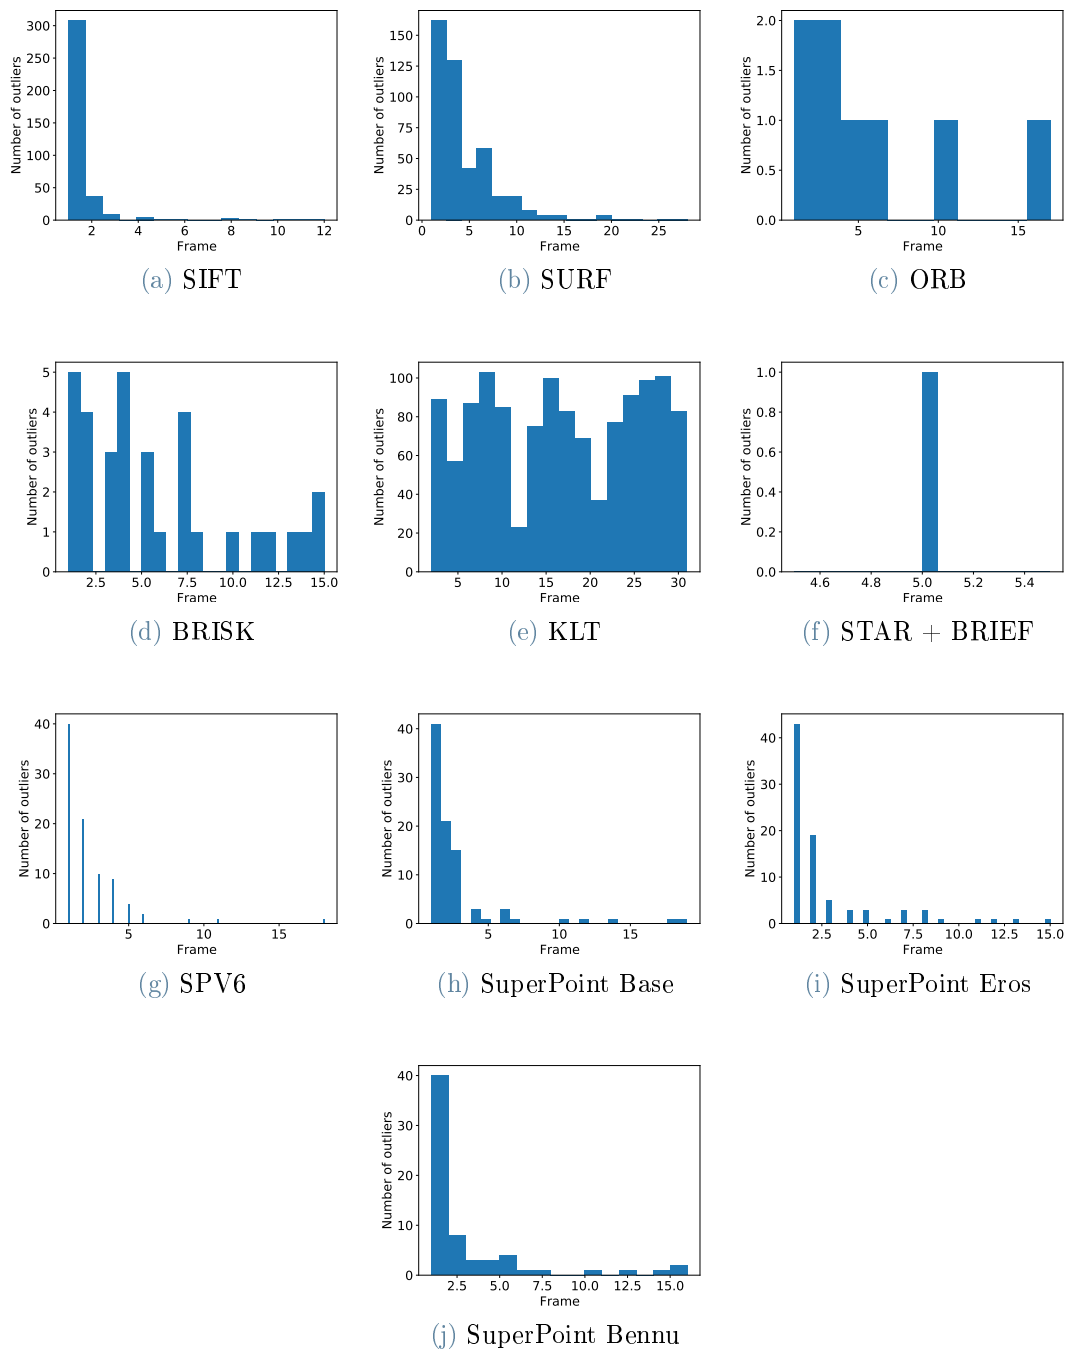 300
250
200
150
100
50
0
Number of outliers
2 4 6 8 10 12
Frame
(a) SIFT
150
125
100
75
50
25
0
Number of outliers
0 5 10 15 20 25
Frame
(b) SURF
2.0
1.5
1.0
0.5
0.0
Number of outliers
5 10 15
Frame
(c) ORB
5
4
3
2
1
0
Number of outliers
2.5 5.0 7.5 10.0 12.5 15.0
Frame
(d) BRISK
100
80
60
40
20
0
Number of outliers
5 10 15 20 25 30
Frame
(e) KLT
1.0
0.8
0.6
0.4
0.2
0.0
Number of outliers
4.6 4.8 5.0 5.2 5.4
Frame
(f) STAR + BRIEF
40
30
20
10
0
Number of outliers
5 10 15
Frame
(g) SPV6
40
30
20
10
0
Number of outliers
5 10 15
Frame
(h) SuperPoint Base
40
30
20
10
0
Number of outliers
2.5 5.0 7.5 10.0 12.5 15.0
Frame
(i) SuperPoint Eros
40
30
20
10
0
Number of outliers
2.5 5.0 7.5 10.0 12.5 15.0
Frame
(j) SuperPoint Bennu